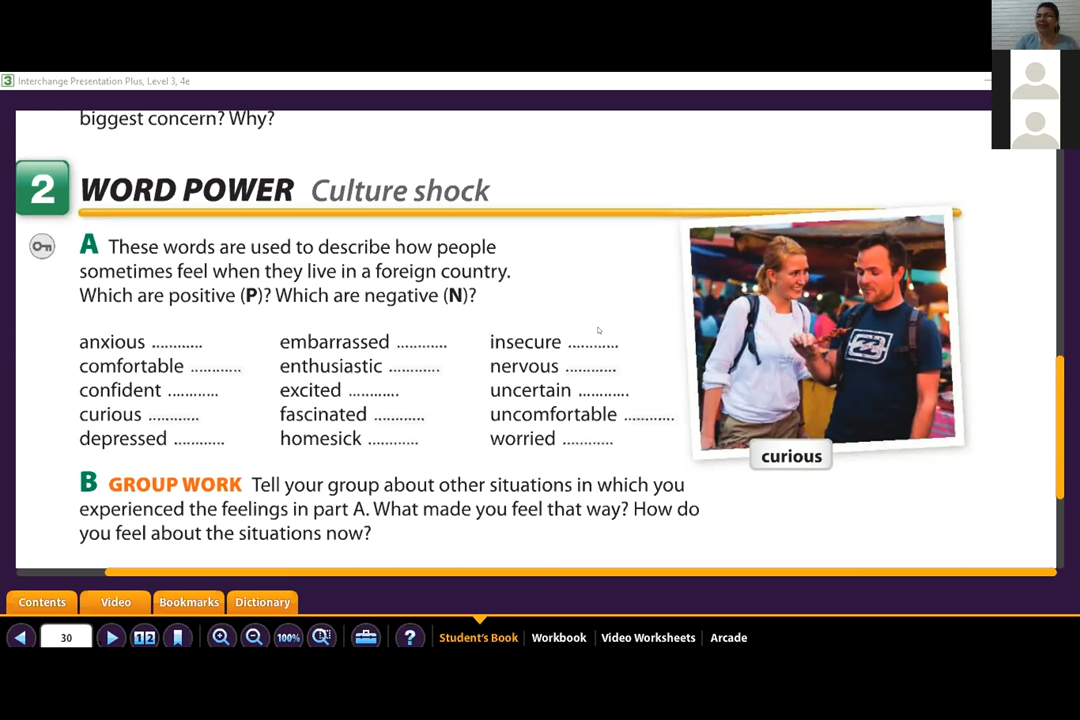 3 Interchange Presentation Plus, Level 3, 4e
biggest concern? Why?
2 WORD POWER Culture shock
A These words are used to describe how people
sometimes feel when they live in a foreign country.
Which are positive (P)? Which are negative (N)?
anxious ............ embarrassed ............ insecure ............
comfortable ............ enthusiastic ............ nervous ............
confident ............ excited ............ uncertain ............
curious ............ fascinated ............ uncomfortable ............
depressed ............ homesick ............ worried ............
curious
B GROUP WORK Tell your group about other situations in which you
experienced the feelings in part A. What made you feel that way? How do
you feel about the situations now?
Contents Video Bookmarks Dictionary
30 1 2 100% ? Student's Book Workbook Video Worksheets Arcade